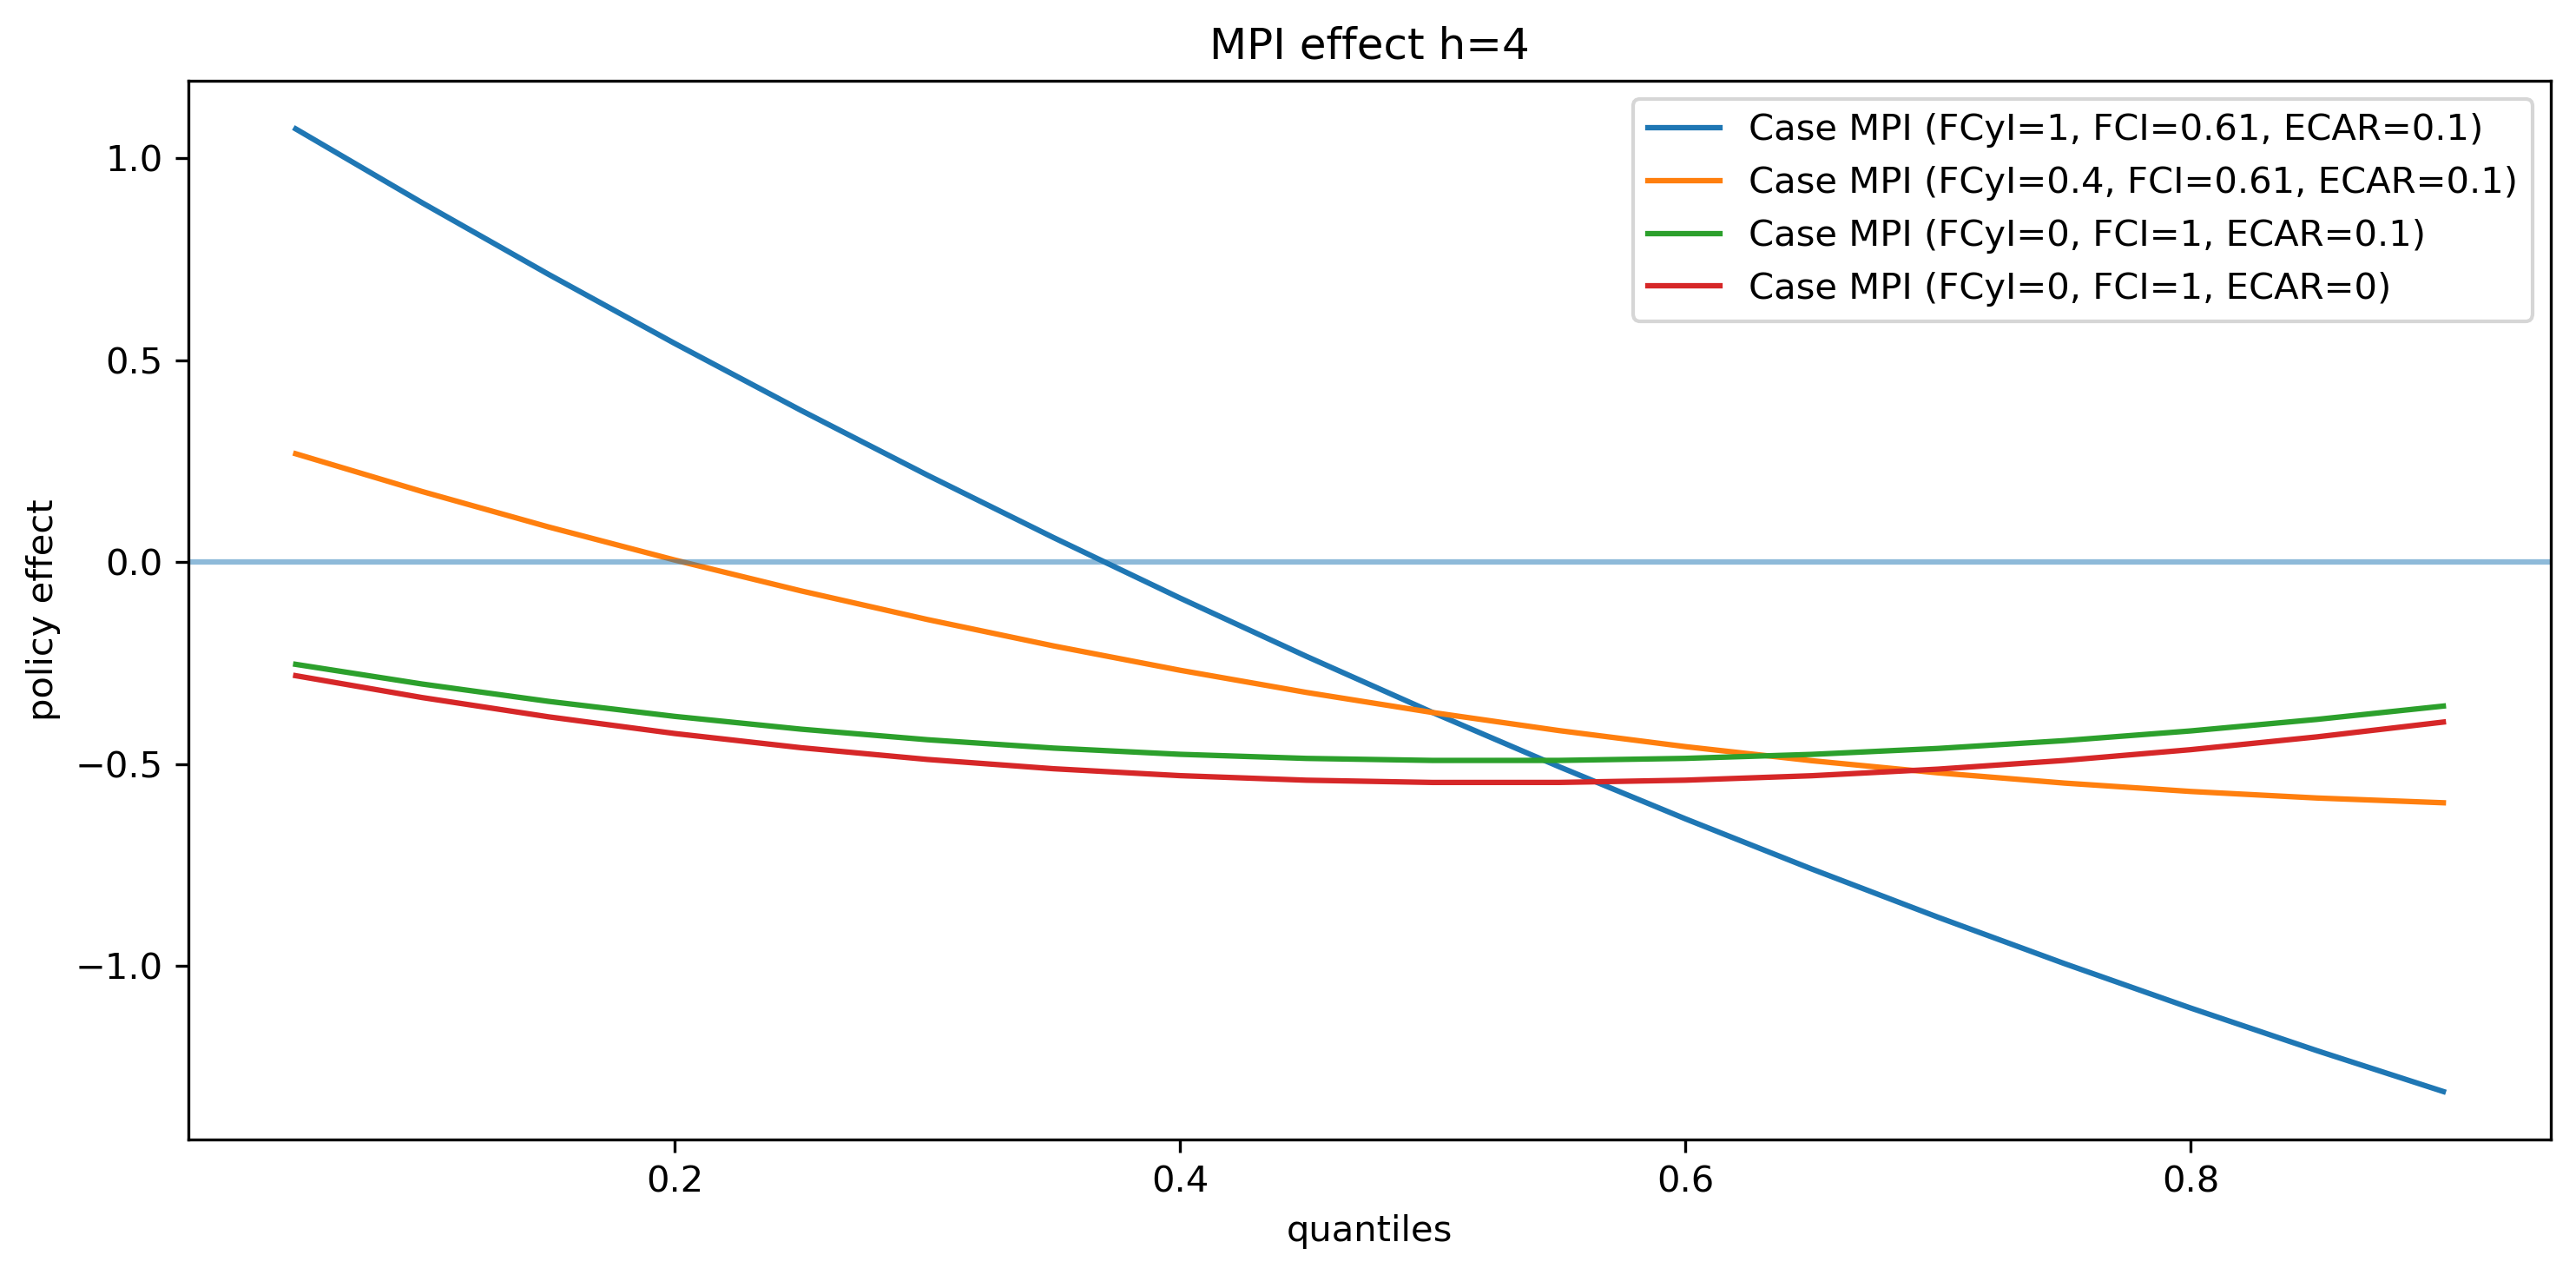 MPI effect h=4
Case MPI (FCyI=1, FCI=0.61, ECAR=0.1)
Case MPI (FCyI=0.4, FCI=0.61, ECAR=0.1)
Case MPI (FCyI=0, FCI=1, ECAR=0.1)
Case MPI (FCyI=0, FCI=1, ECAR=0)
policy effect
1.0
0.5
0.0
−0.5
−1.0
0.2 0.4 0.6 0.8
quantiles